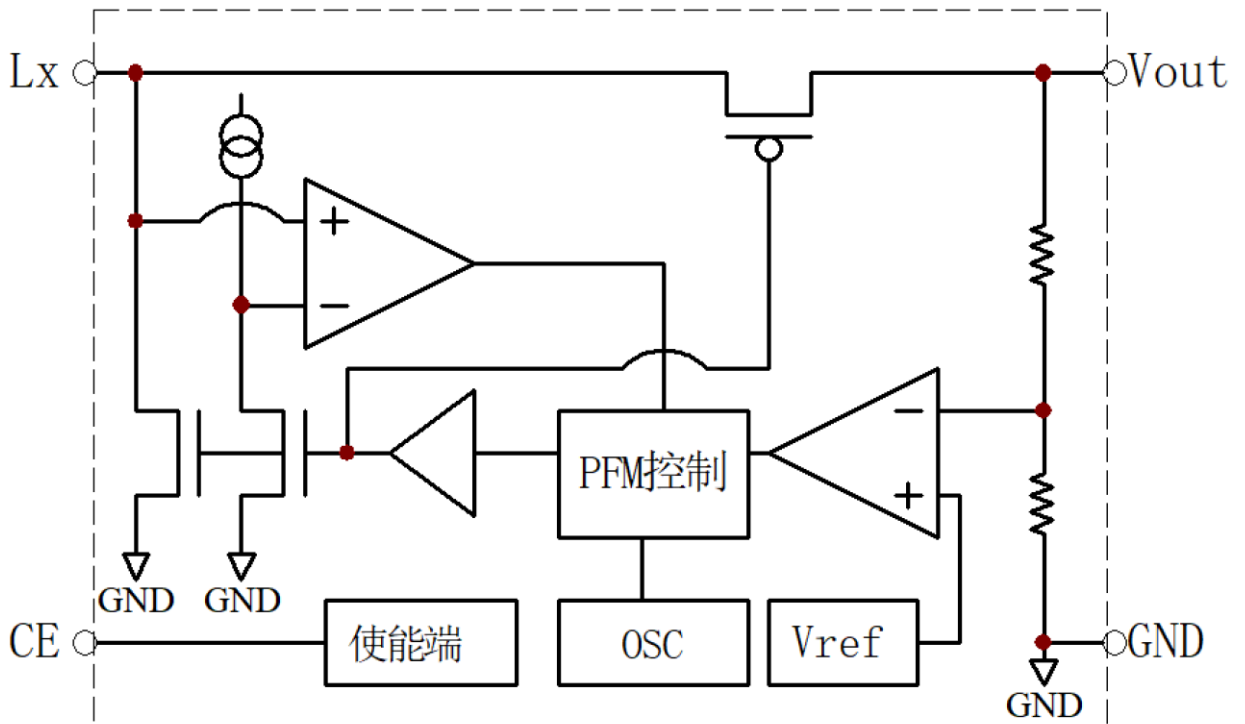 Lx
Vout
+
−
−
PFM控制
+
GND
GND
CE
使能端
OSC
Vref
GND
GND